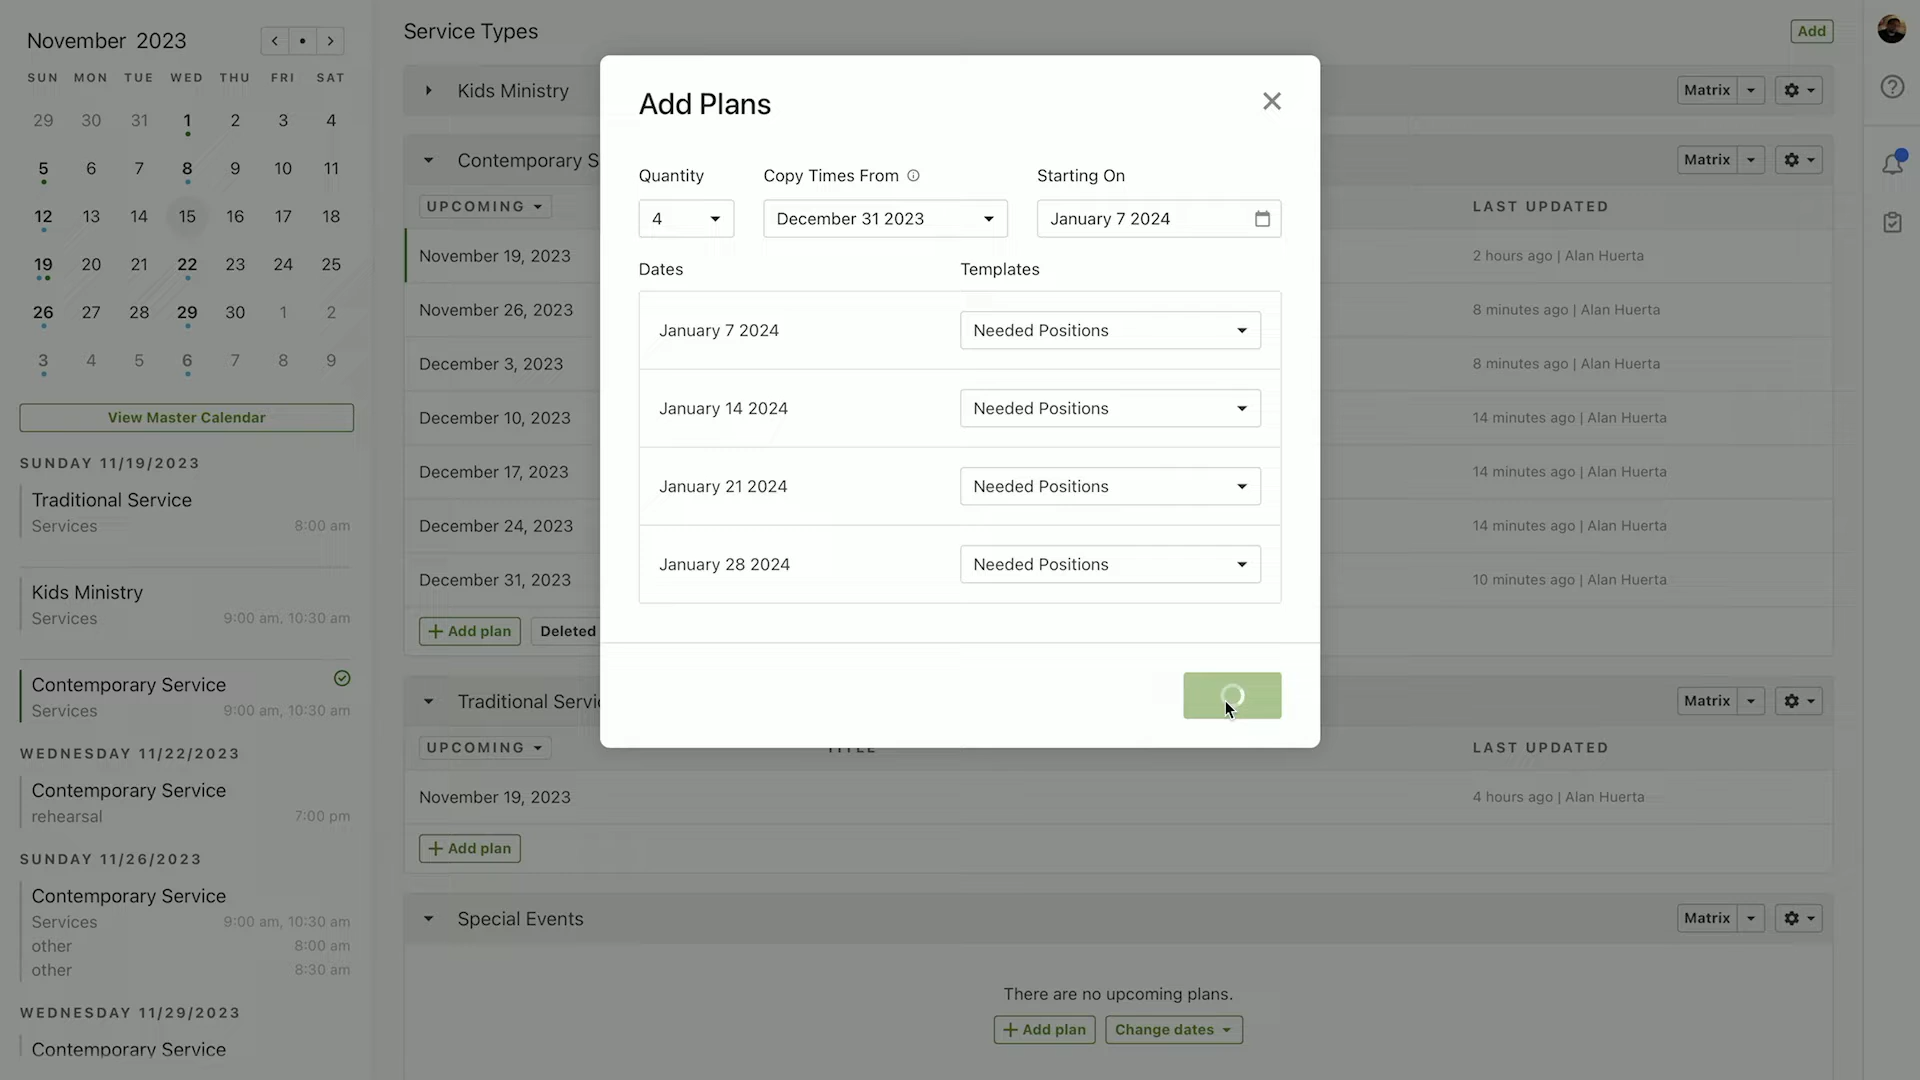 November 2023
SUN MON TUE WED THU FRI SAT
29 30 31 1 2 3 4
5 6 7 8 9 10 11
12 13 14 15 16 17 18
19 20 21 22 23 24 25
26 27 28 29 30 1 2
3 4 5 6 7 8 9
View Master Calendar
SUNDAY 11/19/2023
Traditional Service
Services 8:00 am
Kids Ministry
Services 9:00 am, 10:30 am
Contemporary Service
Services 9:00 am, 10:30 am
WEDNESDAY 11/22/2023
Contemporary Service
rehearsal 7:00 pm
SUNDAY 11/26/2023
Contemporary Service
Services 9:00 am, 10:30 am
other 8:00 am
other 8:30 am
WEDNESDAY 11/29/2023
Contemporary Service
Service Types
Add
Kids Ministry
Matrix
Contemporary S
Matrix
UPCOMING
LAST UPDATED
November 19, 2023
2 hours ago | Alan Huerta
November 26, 2023
8 minutes ago | Alan Huerta
December 3, 2023
8 minutes ago | Alan Huerta
December 10, 2023
14 minutes ago | Alan Huerta
December 17, 2023
14 minutes ago | Alan Huerta
December 24, 2023
14 minutes ago | Alan Huerta
December 31, 2023
10 minutes ago | Alan Huerta
+ Add plan
Deleted
Add Plans
Quantity
Copy Times From
Starting On
4
December 31 2023
January 7 2024
Dates
Templates
January 7 2024
Needed Positions
January 14 2024
Needed Positions
January 21 2024
Needed Positions
January 28 2024
Needed Positions
Traditional Servic
Matrix
UPCOMING
TITLE
LAST UPDATED
November 19, 2023
4 hours ago | Alan Huerta
+ Add plan
Special Events
Matrix
There are no upcoming plans.
+ Add plan
Change dates